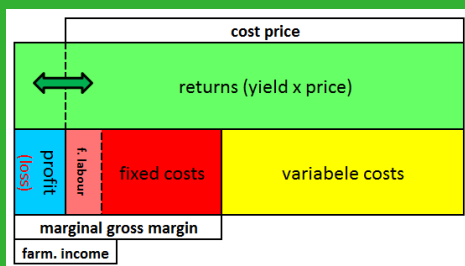 cost price
returns (yield x price)
profit
(loss)
f. labour
fixed costs
variabele costs
marginal gross margin
farm. income